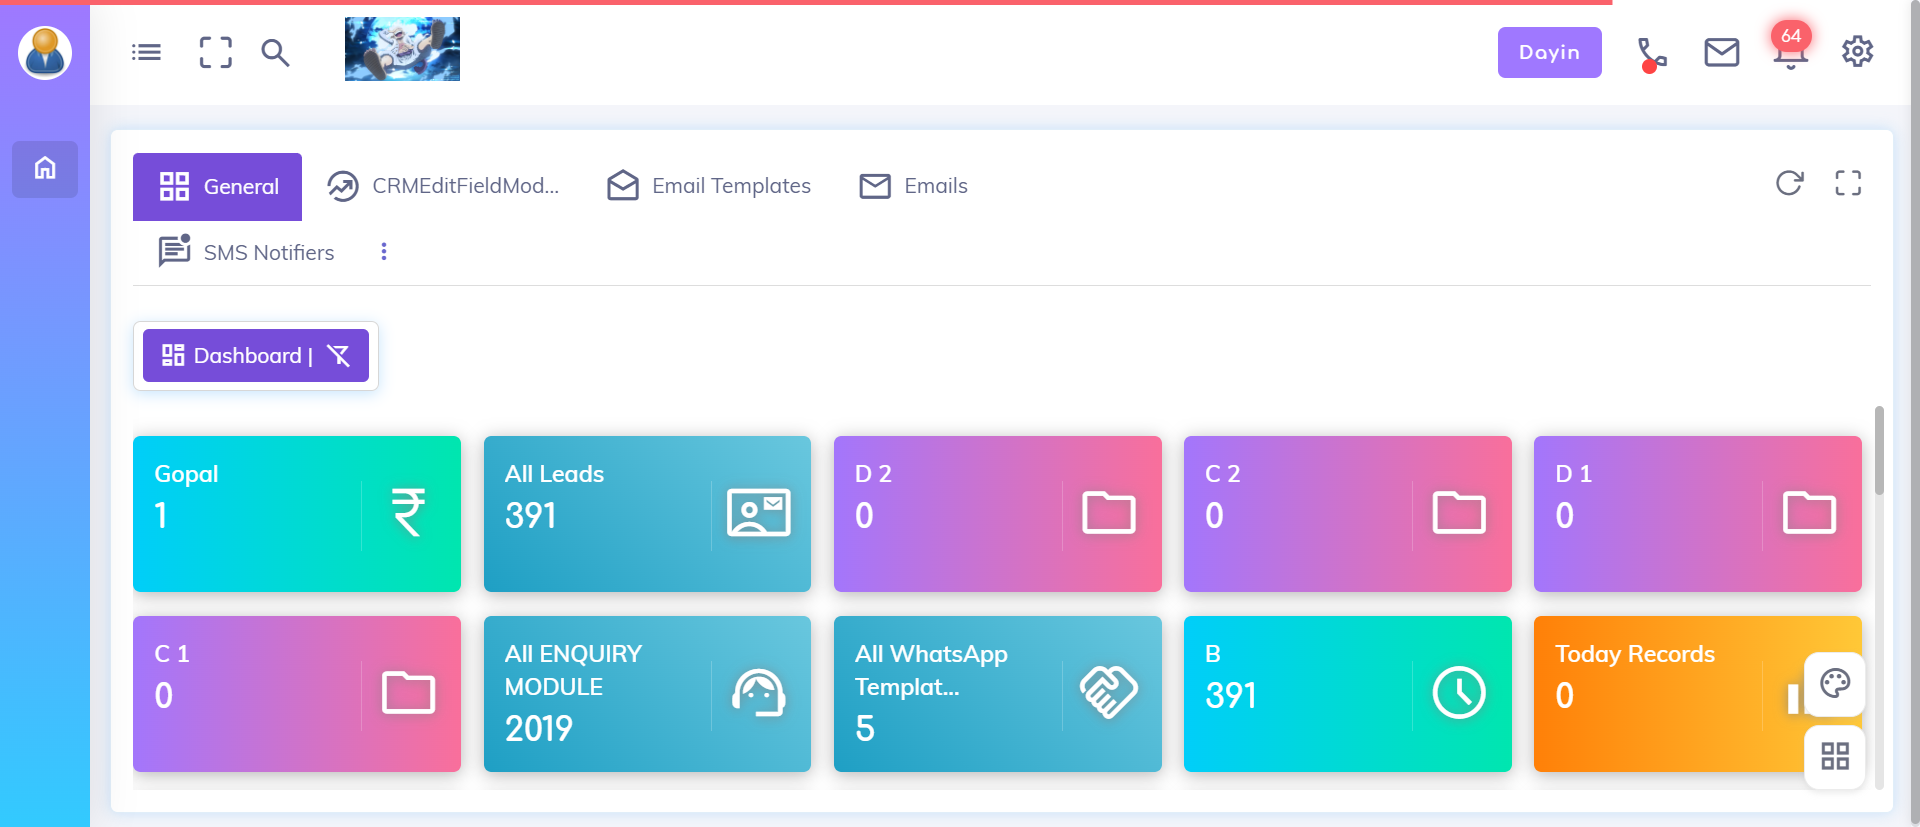 Dayin
64
General
CRMEditFieldMod...
Email Templates
Emails
SMS Notifiers
Dashboard |
Gopal
1
All Leads
391
D 2
0
C 2
0
D 1
0
C 1
0
All ENQUIRY
MODULE
2019
All WhatsApp
Templat...
5
B
391
Today Records
0